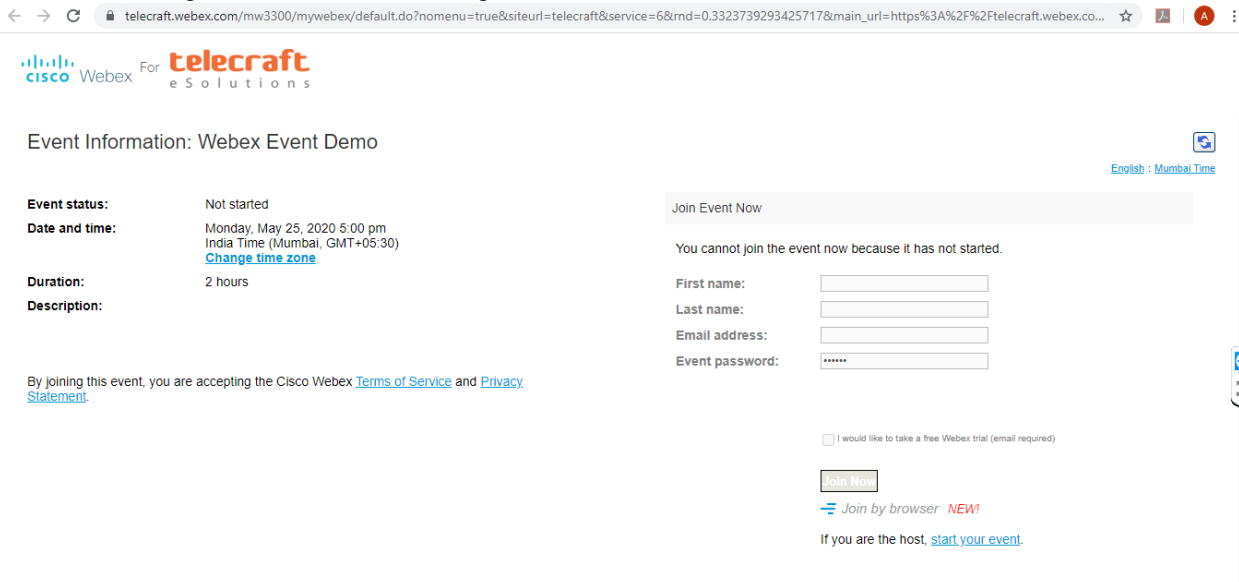 telecraft.webex.com/mw3300/mywebex/default.do?nomenu=true&siteurl=telecraft&service=6&rnd=0.3323739293425717&main_url=https%3A%2F%2Ftelecraft.webex.co...
A
cisco Webex For telecraft
eSolutions
Event Information: Webex Event Demo
English : Mumbai Time
Event status: Not started
Date and time: Monday, May 25, 2020 5:00 pm
India Time (Mumbai, GMT+05:30)
Change time zone
Duration: 2 hours
Description:
By joining this event, you are accepting the Cisco Webex Terms of Service and Privacy
Statement.
Join Event Now
You cannot join the event now because it has not started.
First name:
Last name:
Email address:
Event password: ••••••
I would like to take a free Webex trial (email required)
Join Now
Join by browser NEW!
If you are the host, start your event.